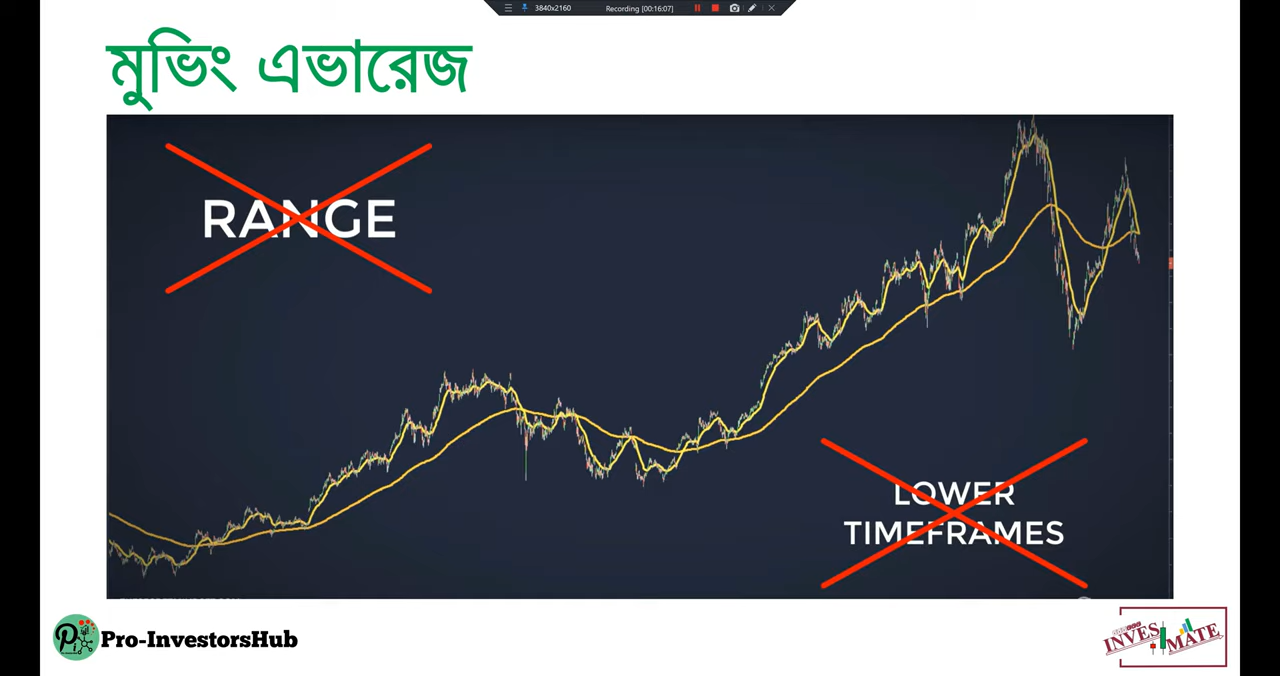 3840x2160
Recording [00:16:07]
মুভিং এভারেজ
RANGE
LOWER
TIMEFRAMES
Pro-InvestorsHub
INVESTMATE